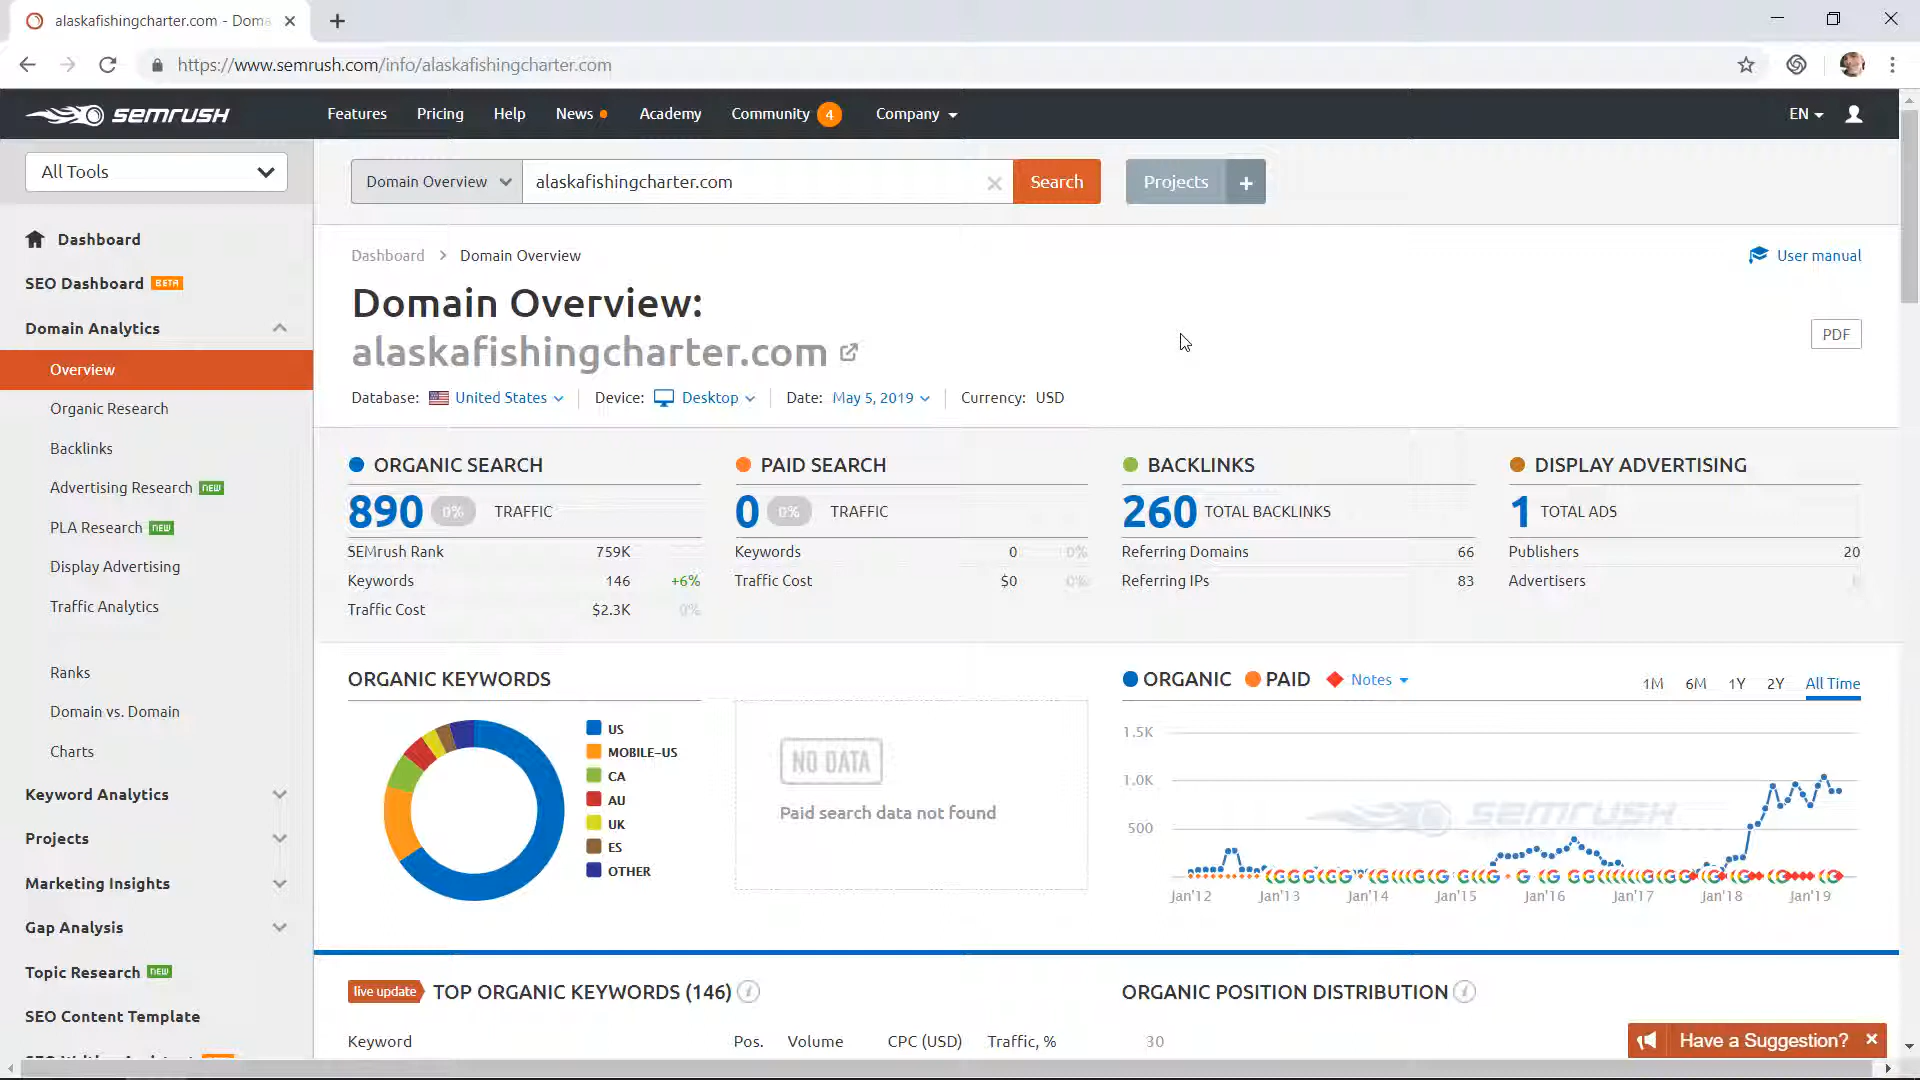 alaskafishingcharter.com - Doma
https://www.semrush.com/info/alaskafishingcharter.com
SEMRUSH
Features
Pricing
Help
News
Academy
Community 4
Company
EN
All Tools
Domain Overview
alaskafishingcharter.com
Search
Projects +
Dashboard
SEO Dashboard BETA
Domain Analytics
Overview
Organic Research
Backlinks
Advertising Research NEW
PLA Research NEW
Display Advertising
Traffic Analytics
Ranks
Domain vs. Domain
Charts
Keyword Analytics
Projects
Marketing Insights
Gap Analysis
Topic Research NEW
SEO Content Template
Dashboard > Domain Overview
User manual
Domain Overview:
alaskafishingcharter.com
PDF
Database: United States
Device: Desktop
Date: May 5, 2019
Currency: USD
ORGANIC SEARCH
890 0% TRAFFIC
SEMrush Rank 759K
Keywords 146 +6%
Traffic Cost $2.3K 0%
PAID SEARCH
0 0% TRAFFIC
Keywords 0 0%
Traffic Cost $0 0%
BACKLINKS
260 TOTAL BACKLINKS
Referring Domains 66
Referring IPs 83
DISPLAY ADVERTISING
1 TOTAL ADS
Publishers 20
Advertisers
ORGANIC KEYWORDS
US
MOBILE-US
CA
AU
UK
ES
OTHER
NO DATA
Paid search data not found
ORGANIC PAID Notes
1M 6M 1Y 2Y All Time
1.5K
1.0K
500
SEMRUSH
Jan'12 Jan'13 Jan'14 Jan'15 Jan'16 Jan'17 Jan'18 Jan'19
live update TOP ORGANIC KEYWORDS (146)
Keyword Pos. Volume CPC (USD) Traffic, %
ORGANIC POSITION DISTRIBUTION
30
Have a Suggestion? ×